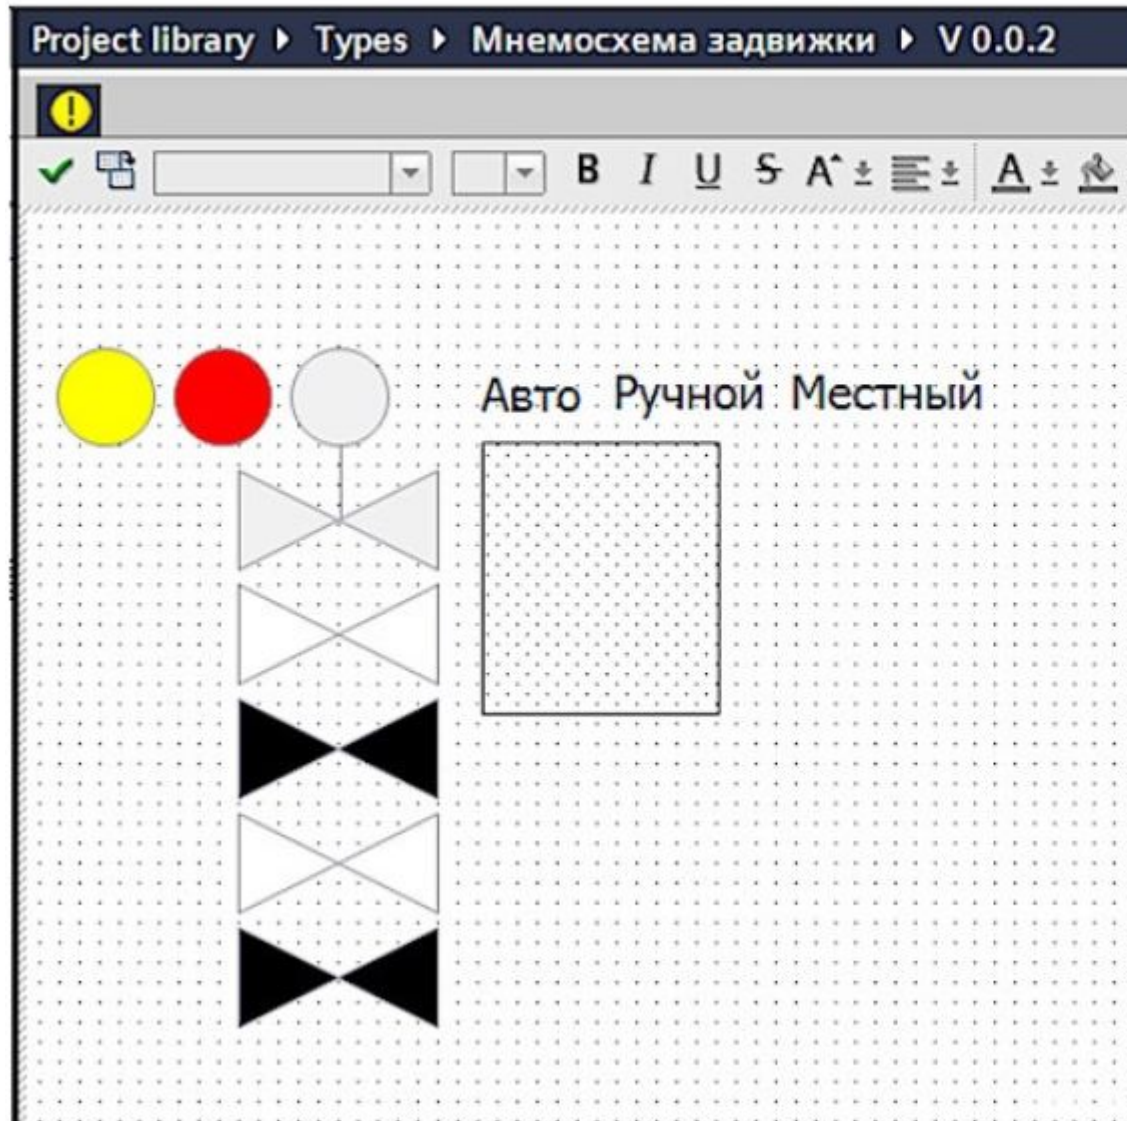 Project library ▶ Types ▶ Мнемосхема задвижки ▶ V 0.0.2
B I U S A A
Авто Ручной Местный